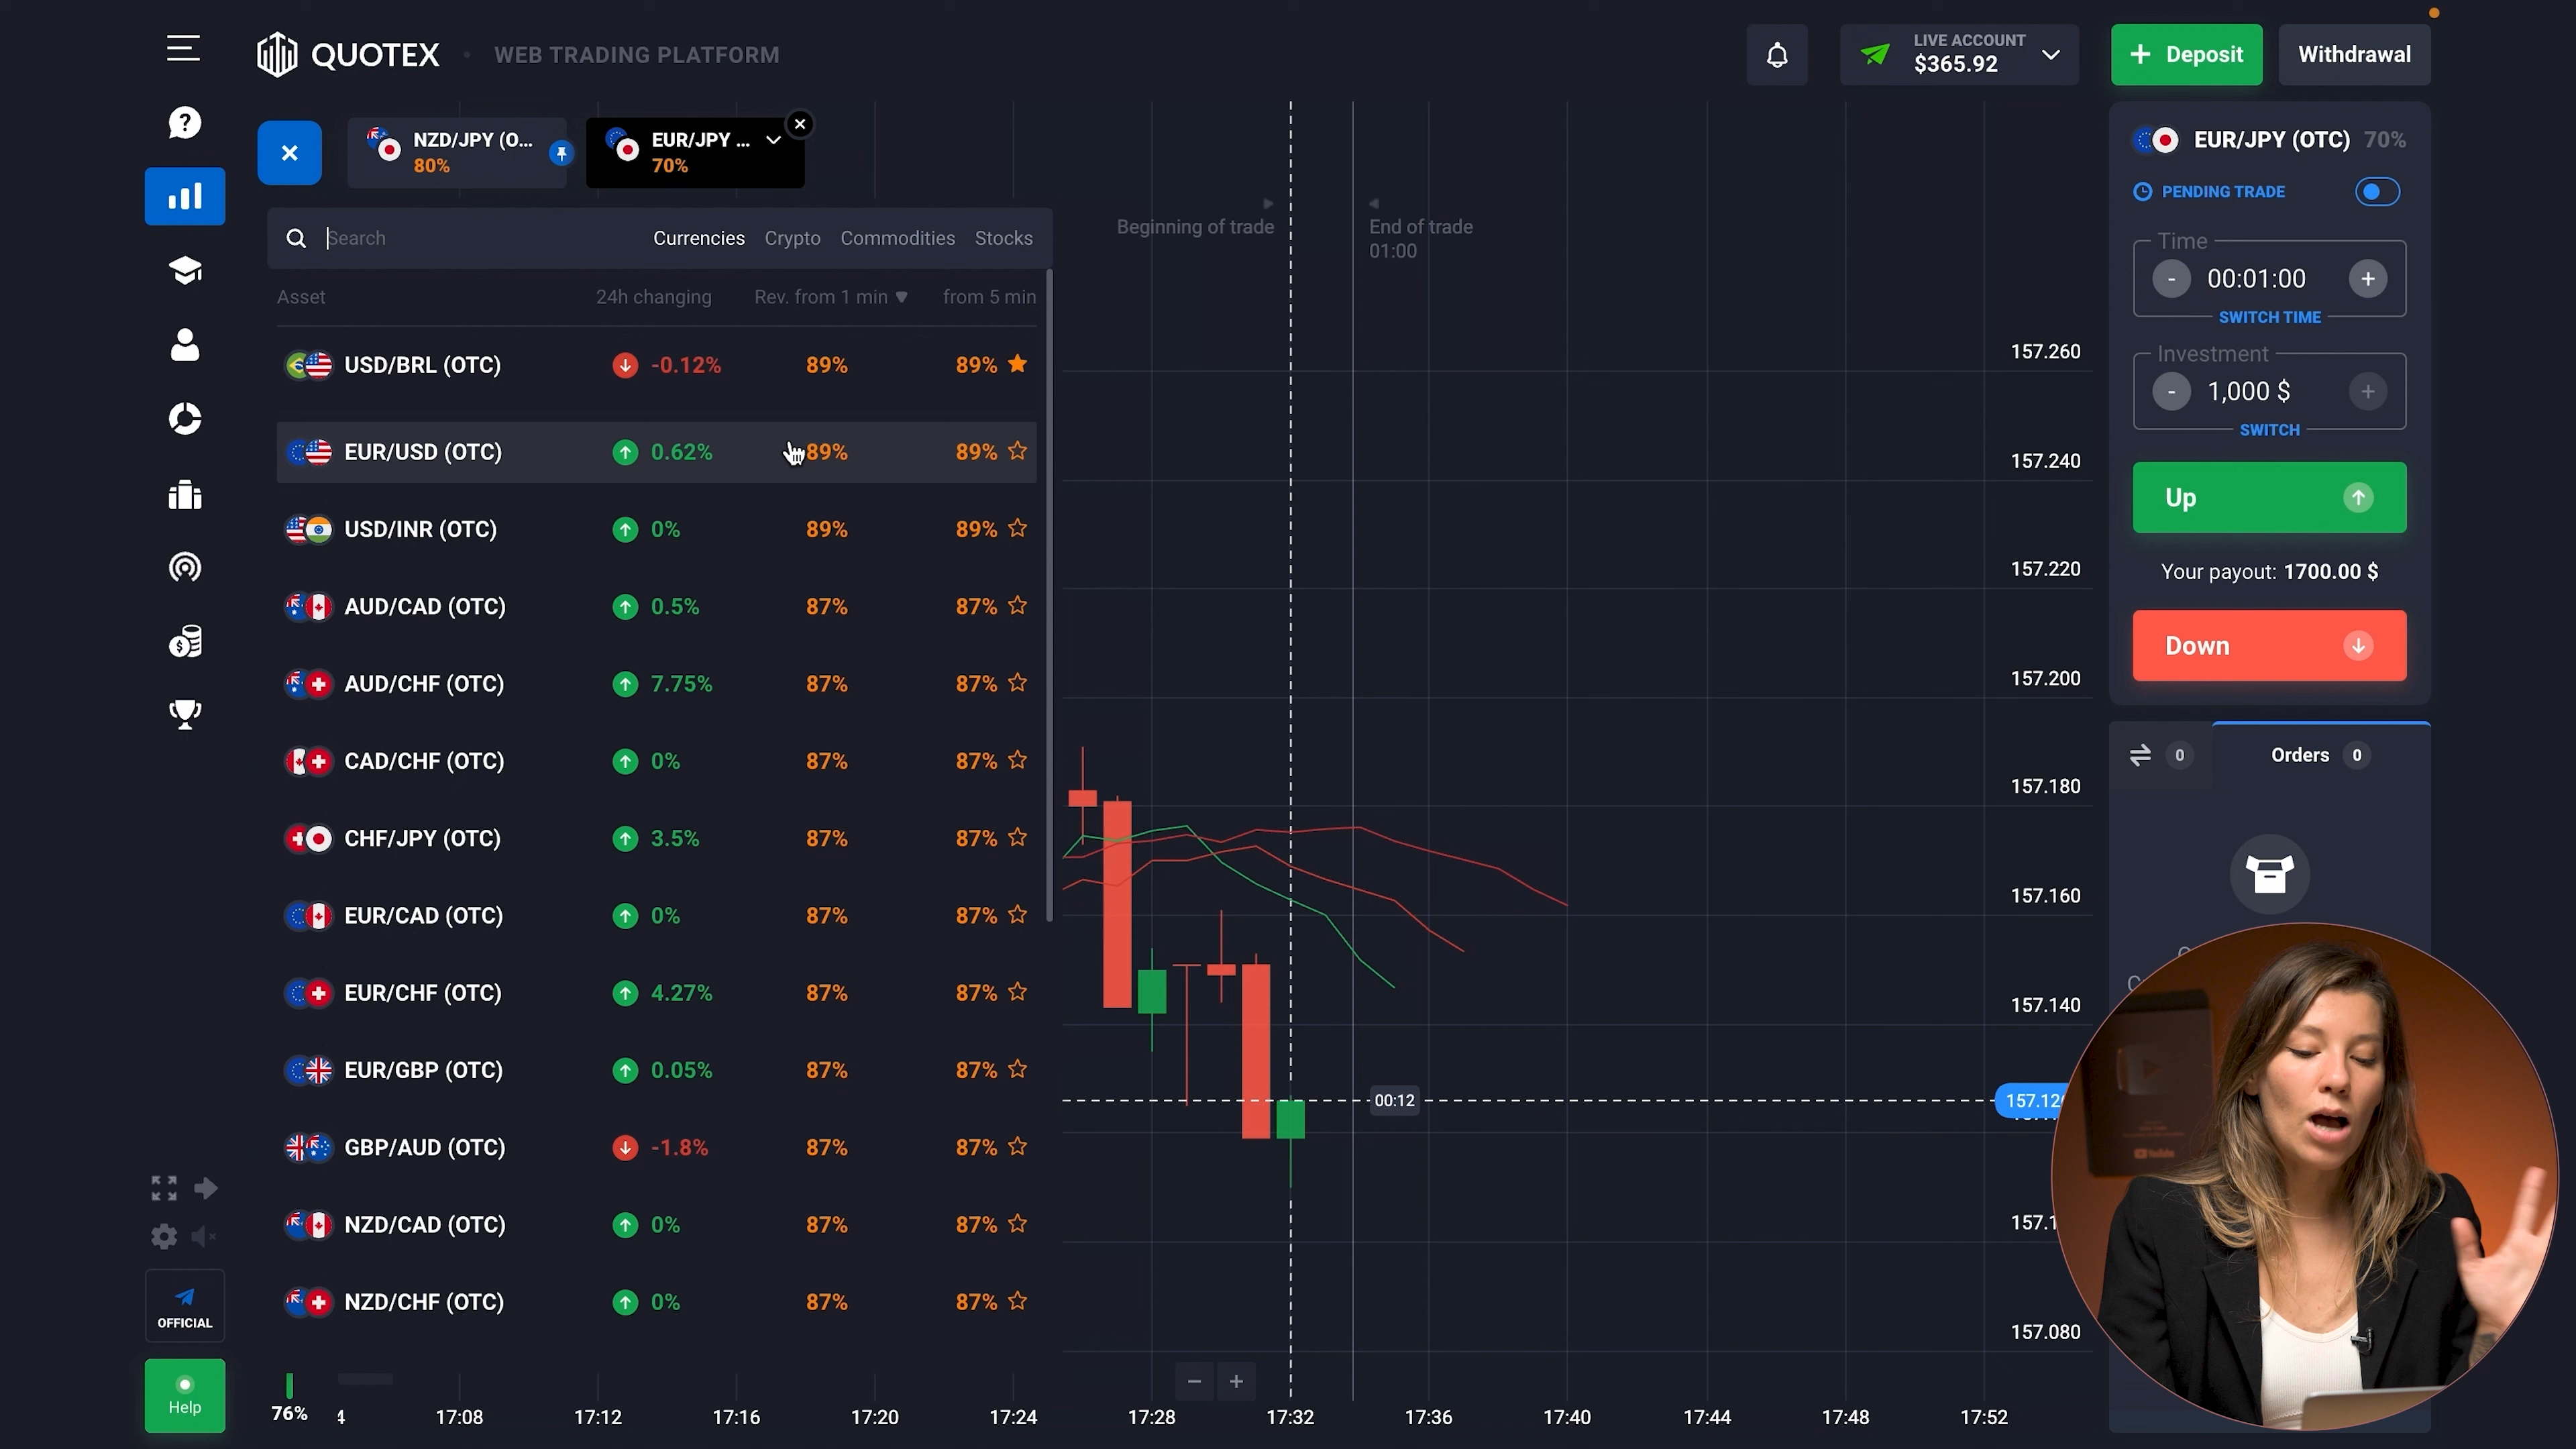 QUOTEX • WEB TRADING PLATFORM
LIVE ACCOUNT
$365.92
+ Deposit
Withdrawal
NZD/JPY (O...
80%
EUR/JPY ...
70%
Search
Currencies Crypto Commodities Stocks
Asset 24h changing Rev. from 1 min from 5 min
USD/BRL (OTC) -0.12% 89% 89%
EUR/USD (OTC) 0.62% 89% 89%
USD/INR (OTC) 0% 89% 89%
AUD/CAD (OTC) 0.5% 87% 87%
AUD/CHF (OTC) 7.75% 87% 87%
CAD/CHF (OTC) 0% 87% 87%
CHF/JPY (OTC) 3.5% 87% 87%
EUR/CAD (OTC) 0% 87% 87%
EUR/CHF (OTC) 4.27% 87% 87%
EUR/GBP (OTC) 0.05% 87% 87%
GBP/AUD (OTC) -1.8% 87% 87%
NZD/CAD (OTC) 0% 87% 87%
NZD/CHF (OTC) 0% 87% 87%
OFFICIAL
Help
76%
Beginning of trade
End of trade
01:00
157.260
157.240
157.220
157.200
157.180
157.160
157.140
00:12
157.080
4 17:08 17:12 17:16 17:20 17:24 17:28 17:32 17:36 17:40 17:44 17:48 17:52
EUR/JPY (OTC) 70%
PENDING TRADE
Time
- 00:01:00 +
SWITCH TIME
Investment
- 1,000 $ +
SWITCH
Up
Your payout: 1700.00 $
Down
0
Orders 0
YouTube